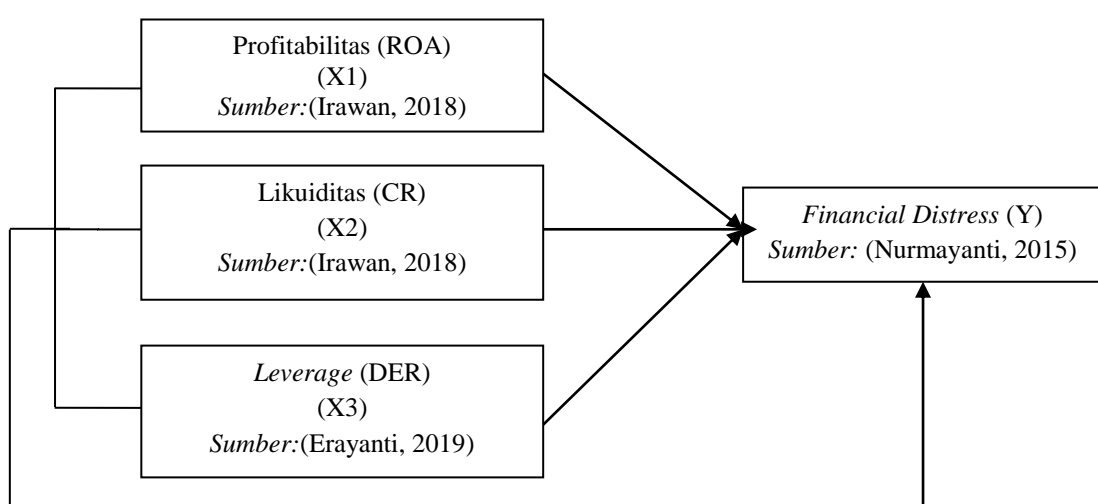 Profitabilitas (ROA)
(X1)
Sumber:(Irawan, 2018)
Likuiditas (CR)
(X2)
Sumber:(Irawan, 2018)
Financial Distress (Y)
Sumber: (Nurmayanti, 2015)
Leverage (DER)
(X3)
Sumber:(Erayanti, 2019)